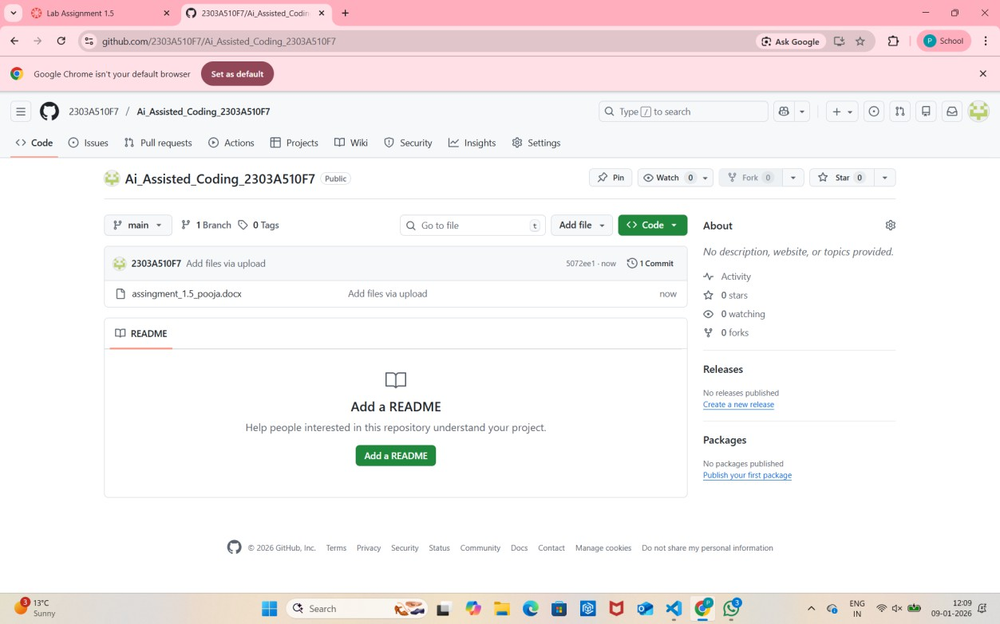 Lab Assignment 1.5
2303A510F7/Ai_Assisted_Codin
github.com/2303A510F7/Ai_Assisted_Coding_2303A510F7
Ask Google
P School
Google Chrome isn't your default browser
Set as default
2303A510F7 / Ai_Assisted_Coding_2303A510F7
Type / to search
Code Issues Pull requests Actions Projects Wiki Security Insights Settings
Ai_Assisted_Coding_2303A510F7 Public
Pin Watch 0 Fork 0 Star 0
main 1 Branch 0 Tags
Go to file t Add file Code
2303A510F7 Add files via upload 5072ee1 · now 1 Commit
assingment_1.5_pooja.docx Add files via upload now
README
Add a README
Help people interested in this repository understand your project.
Add a README
About
No description, website, or topics provided.
Activity
0 stars
0 watching
0 forks
Releases
No releases published
Create a new release
Packages
No packages published
Publish your first package
© 2026 GitHub, Inc. Terms Privacy Security Status Community Docs Contact Manage cookies Do not share my personal information
3
13°C
Sunny
Search
P
3
ENG
IN
12:09
09-01-2026